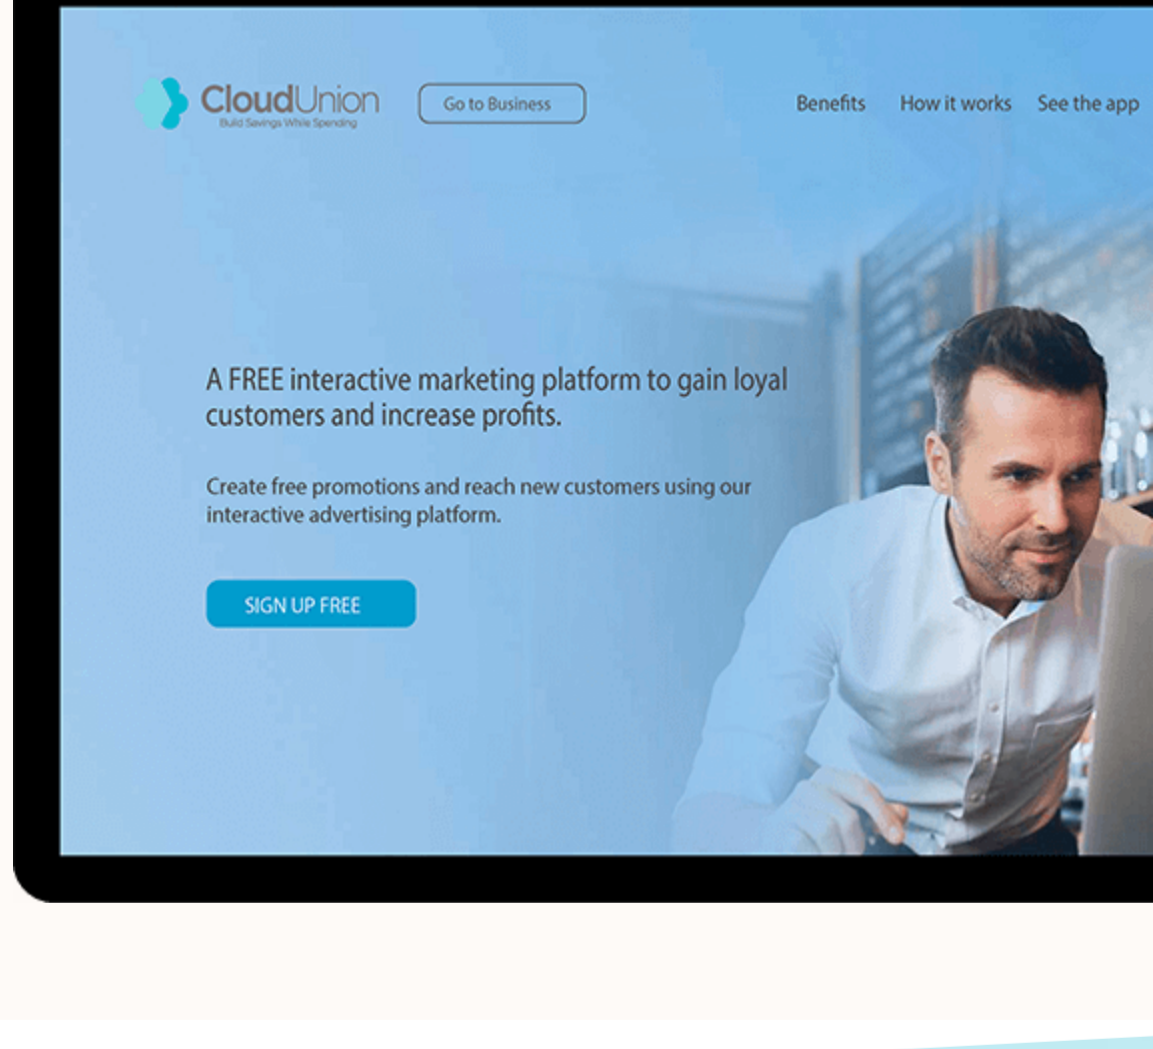 CloudUnion
Build Savings While Spending
Go to Business
Benefits
How it works
See the app
A FREE interactive marketing platform to gain loyal
customers and increase profits.
Create free promotions and reach new customers using our
interactive advertising platform.
SIGN UP FREE